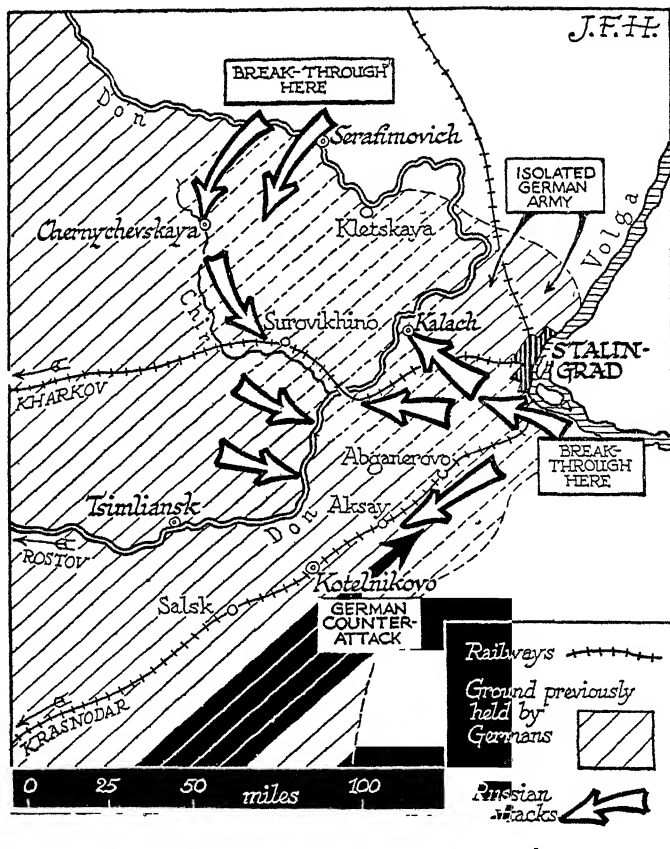 J.F.H.
BREAK-THROUGH
HERE
Don
Serafimovich
ISOLATED
GERMAN
ARMY
Volga
Chernychevskaya
Kletskaya
Chir
Surovikhino
Kalach
STALIN-
GRAD
KHARKOV
BREAK-
THROUGH
HERE
Abganerovo
Tsimliansk
Aksay
Don
ROSTOV
Kotelnikovo
Salsk
GERMAN
COUNTER-
ATTACK
KRASNODAR
Railways
Ground previously
held by
Germans
0 25 50 100
miles
Russian